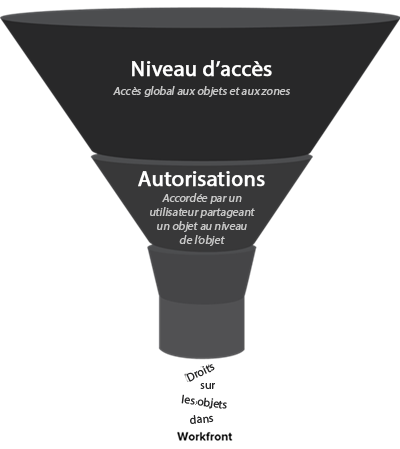 Niveau d’accès
Accès global aux objets et aux zones
Autorisations
Accordée par un
utilisateur partageant
un objet au niveau
de l’objet
Droits
sur
les objets
dans
Workfront